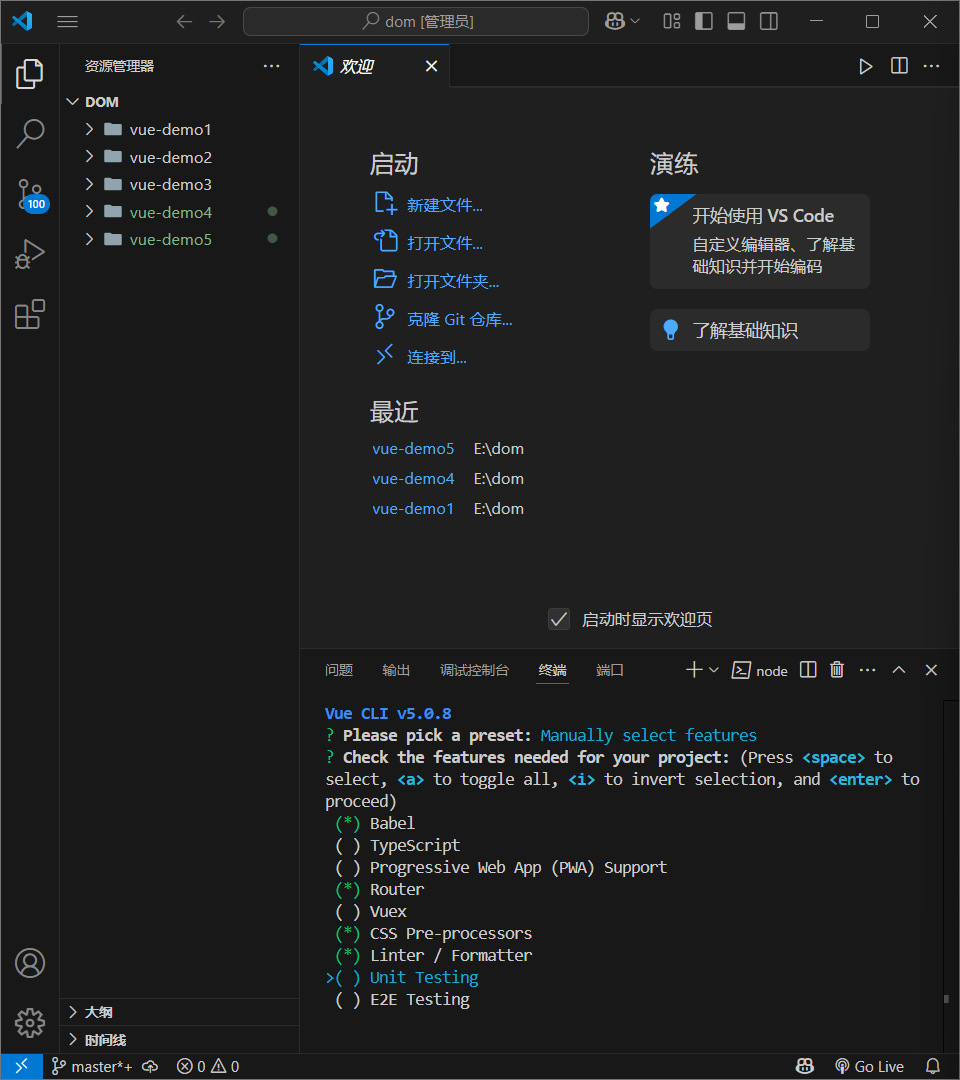 dom [管理员]
资源管理器
DOM
vue-demo1
vue-demo2
vue-demo3
vue-demo4
vue-demo5
100
欢迎
启动
新建文件...
打开文件...
打开文件夹...
克隆 Git 仓库...
连接到...
最近
vue-demo5 E:\dom
vue-demo4 E:\dom
vue-demo1 E:\dom
演练
开始使用 VS Code
自定义编辑器、了解基
础知识并开始编码
了解基础知识
启动时显示欢迎页
问题 输出 调试控制台 终端 端口 node
Vue CLI v5.0.8
? Please pick a preset: Manually select features
? Check the features needed for your project: (Press <space> to
select, <a> to toggle all, <i> to invert selection, and <enter> to
proceed)
(*) Babel
( ) TypeScript
( ) Progressive Web App (PWA) Support
(*) Router
( ) Vuex
(*) CSS Pre-processors
(*) Linter / Formatter
>( ) Unit Testing
( ) E2E Testing
大纲
时间线
master*+ 0 0 Go Live